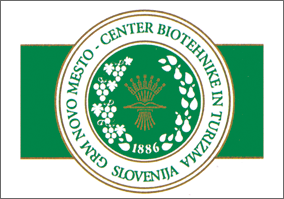 GRM NOVO MESTO - CENTER BIOTEHNIKE IN TURIZMA
1886
SLOVENIJA